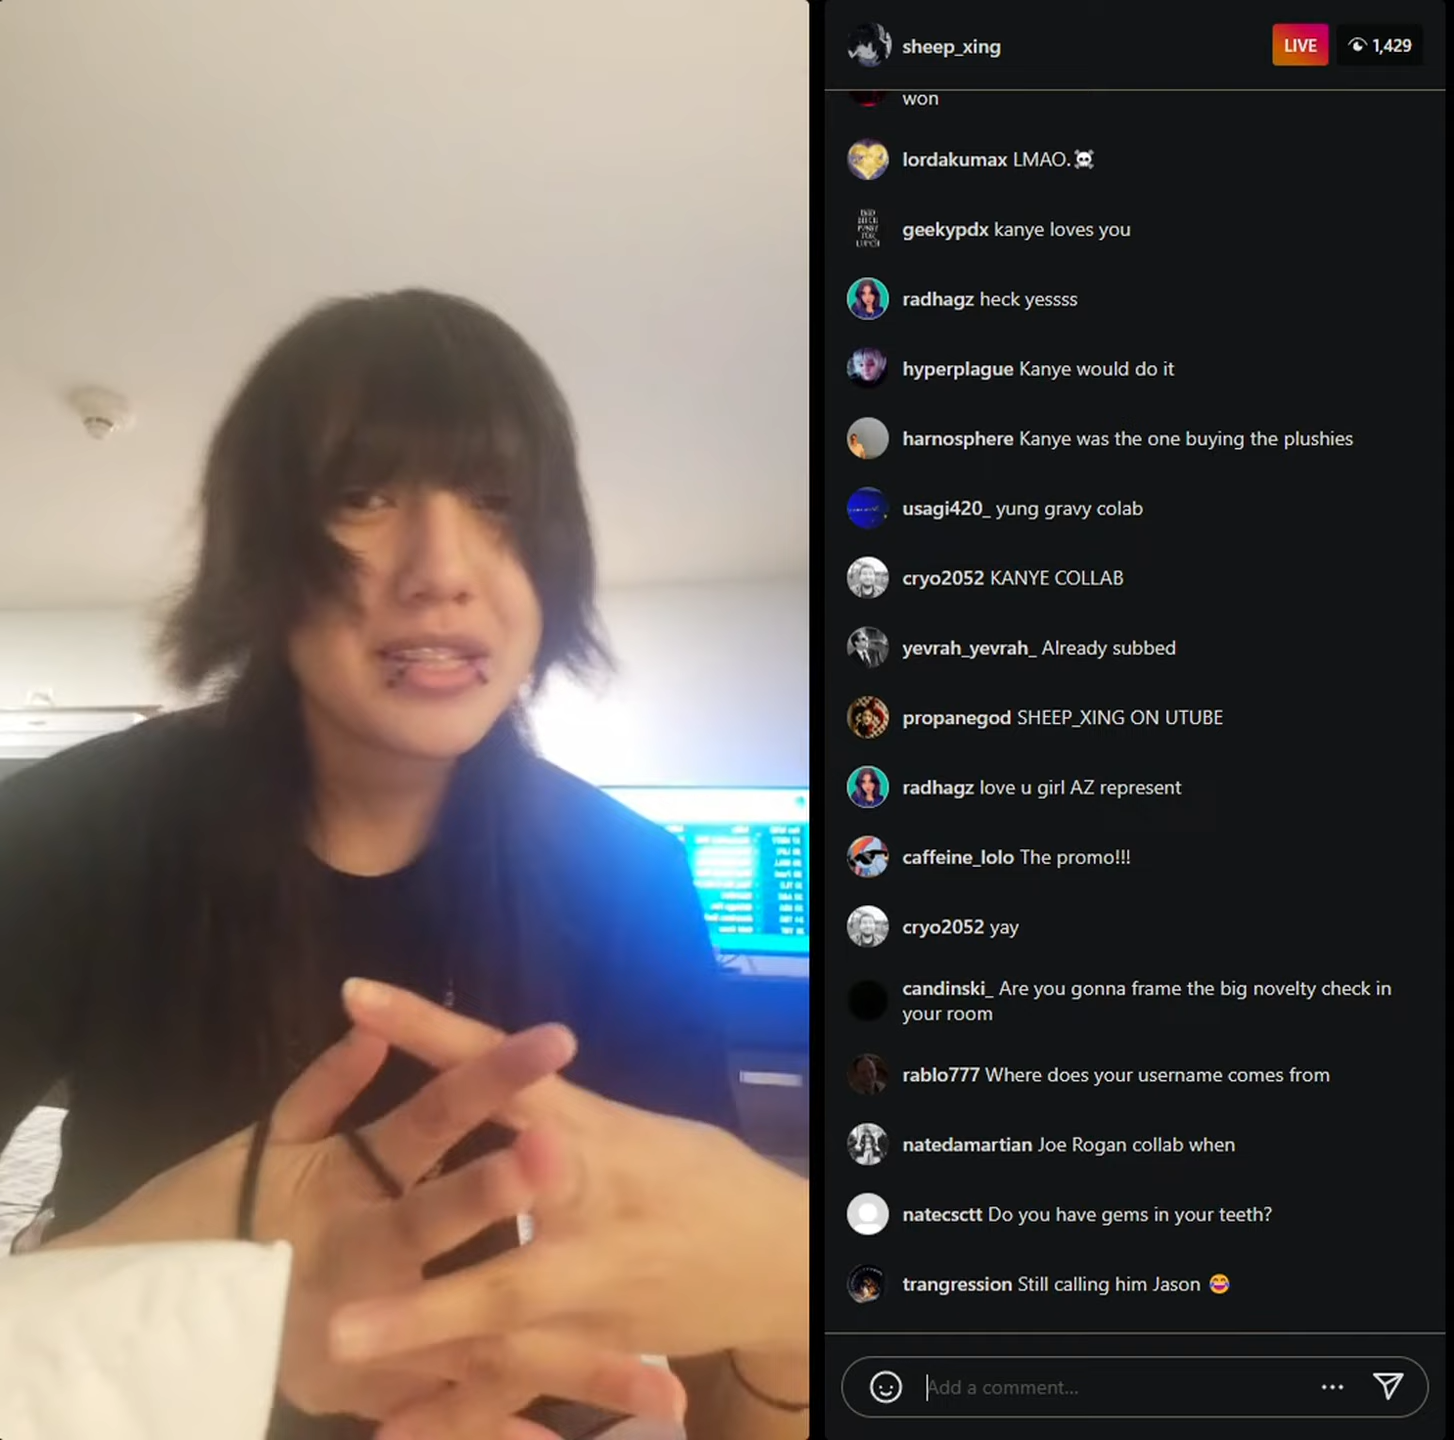 sheep_xing
LIVE
1,429
won
lordakumax LMAO.☠️
geekypdx kanye loves you
radhagz heck yessss
hyperplague Kanye would do it
harnosphere Kanye was the one buying the plushies
usagi420_ yung gravy colab
cryo2052 KANYE COLLAB
yevrah_yevrah_ Already subbed
propanegod SHEEP_XING ON UTUBE
radhagz love u girl AZ represent
caffeine_lolo The promo!!!
cryo2052 yay
candinski_ Are you gonna frame the big novelty check in
your room
rablo777 Where does your username comes from
natedamartian Joe Rogan collab when
natecsctt Do you have gems in your teeth?
trangression Still calling him Jason 😂
Add a comment...